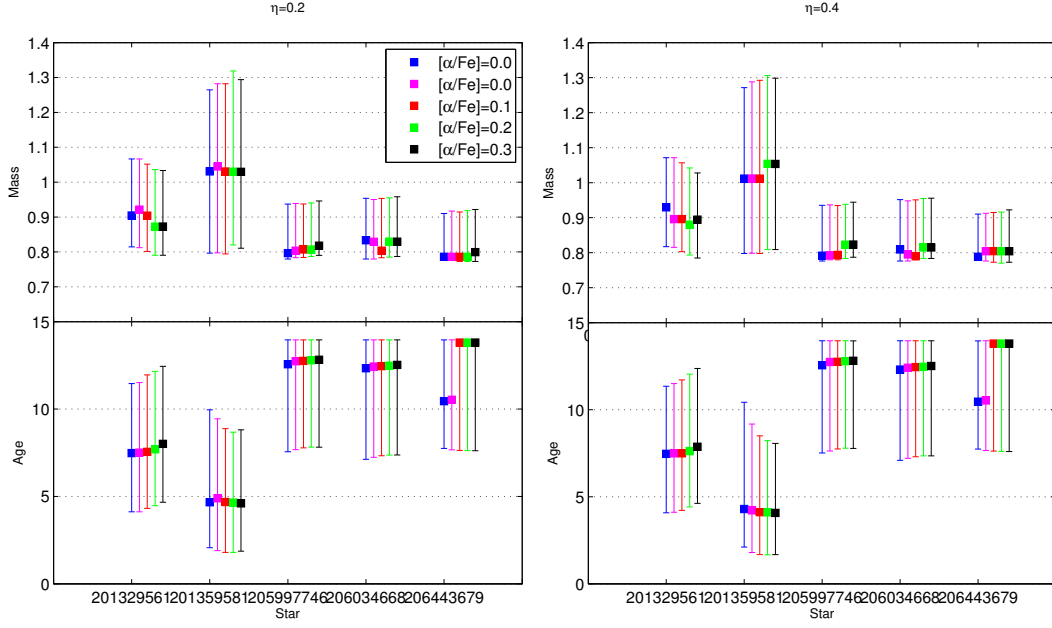 η=0.2
η=0.4
1.4
1.3
1.2
1.1
1
0.9
0.8
0.7
Mass
[α/Fe]=0.0
[α/Fe]=0.0
[α/Fe]=0.1
[α/Fe]=0.2
[α/Fe]=0.3
1.4
1.3
1.2
1.1
1
0.9
0.8
0.7
Mass
15
10
5
0
Age
201329561 201359581 205997746 206034668 206443679
Star
15
10
5
0
Age
201329561 201359581 205997746 206034668 206443679
Star